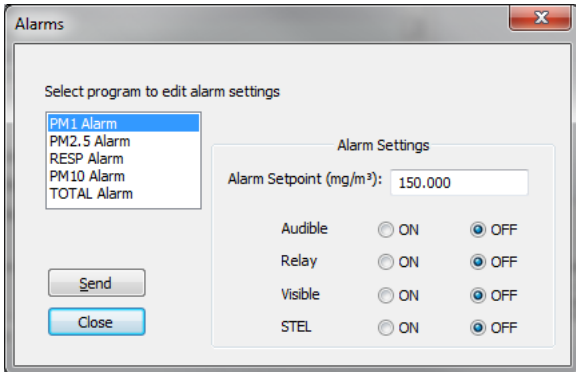 Alarms
Select program to edit alarm settings
PM1 Alarm
PM2.5 Alarm
RESP Alarm
PM10 Alarm
TOTAL Alarm
Alarm Settings
Alarm Setpoint (mg/m³): 150.000
Audible ON OFF
Relay ON OFF
Visible ON OFF
STEL ON OFF
Send
Close